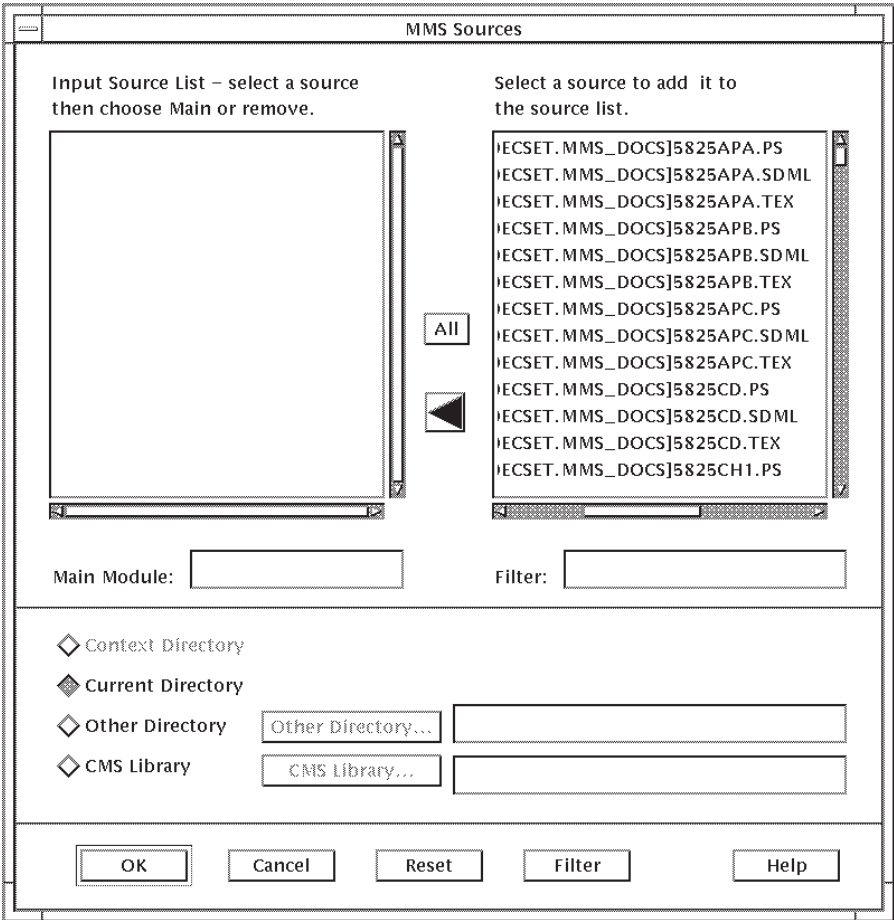 MMS Sources
Input Source List – select a source
then choose Main or remove.
Select a source to add it to
the source list.
ECSET.MMS_DOCS]5825APA.PS
ECSET.MMS_DOCS]5825APA.SDML
ECSET.MMS_DOCS]5825APA.TEX
ECSET.MMS_DOCS]5825APB.PS
ECSET.MMS_DOCS]5825APB.SDML
ECSET.MMS_DOCS]5825APB.TEX
ECSET.MMS_DOCS]5825APC.PS
ECSET.MMS_DOCS]5825APC.SDML
ECSET.MMS_DOCS]5825APC.TEX
ECSET.MMS_DOCS]5825CD.PS
ECSET.MMS_DOCS]5825CD.SDML
ECSET.MMS_DOCS]5825CD.TEX
ECSET.MMS_DOCS]5825CH1.PS
All
Main Module:
Filter:
Context Directory
Current Directory
Other Directory
Other Directory...
CMS Library
CMS Library...
OK
Cancel
Reset
Filter
Help